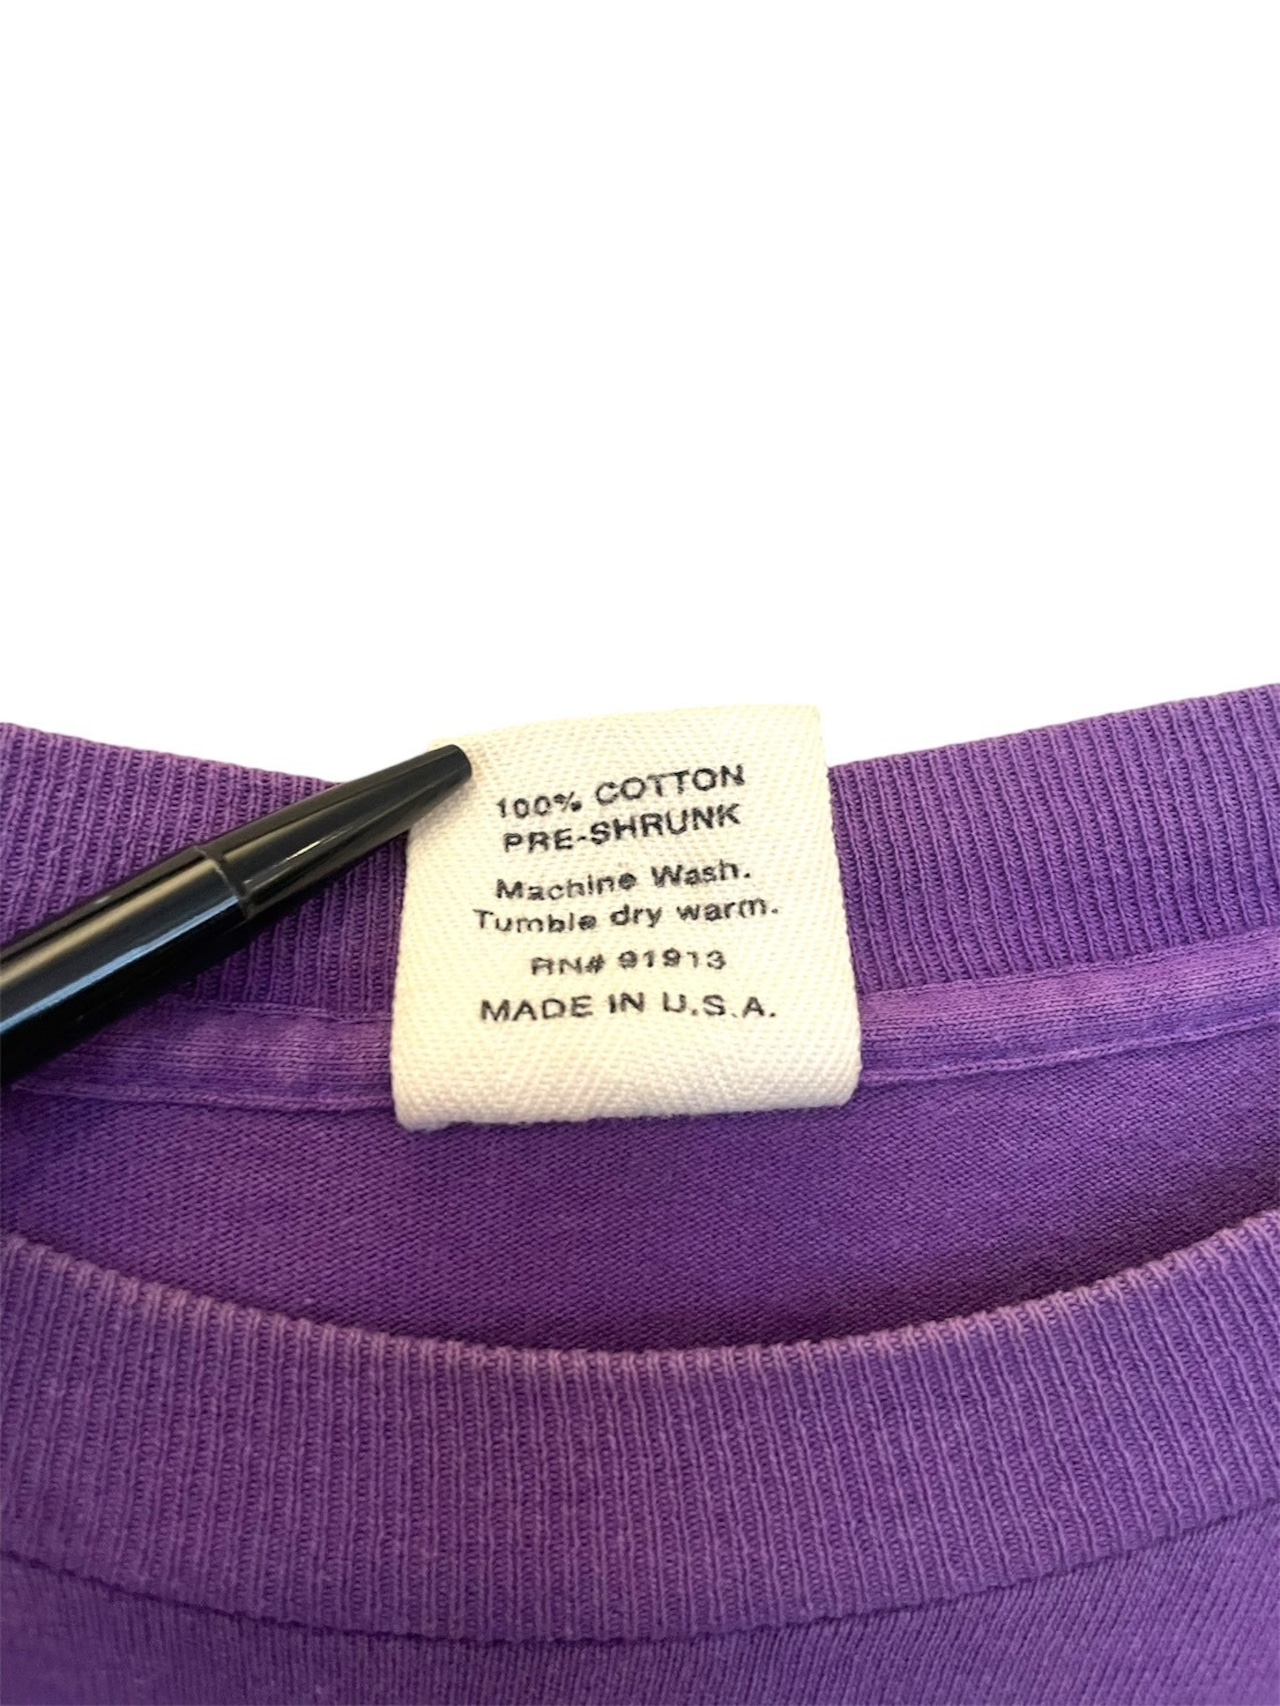 100% COTTON
PRE-SHRUNK
Machine Wash.
Tumble dry warm.
RN# 91913
MADE IN U.S.A.